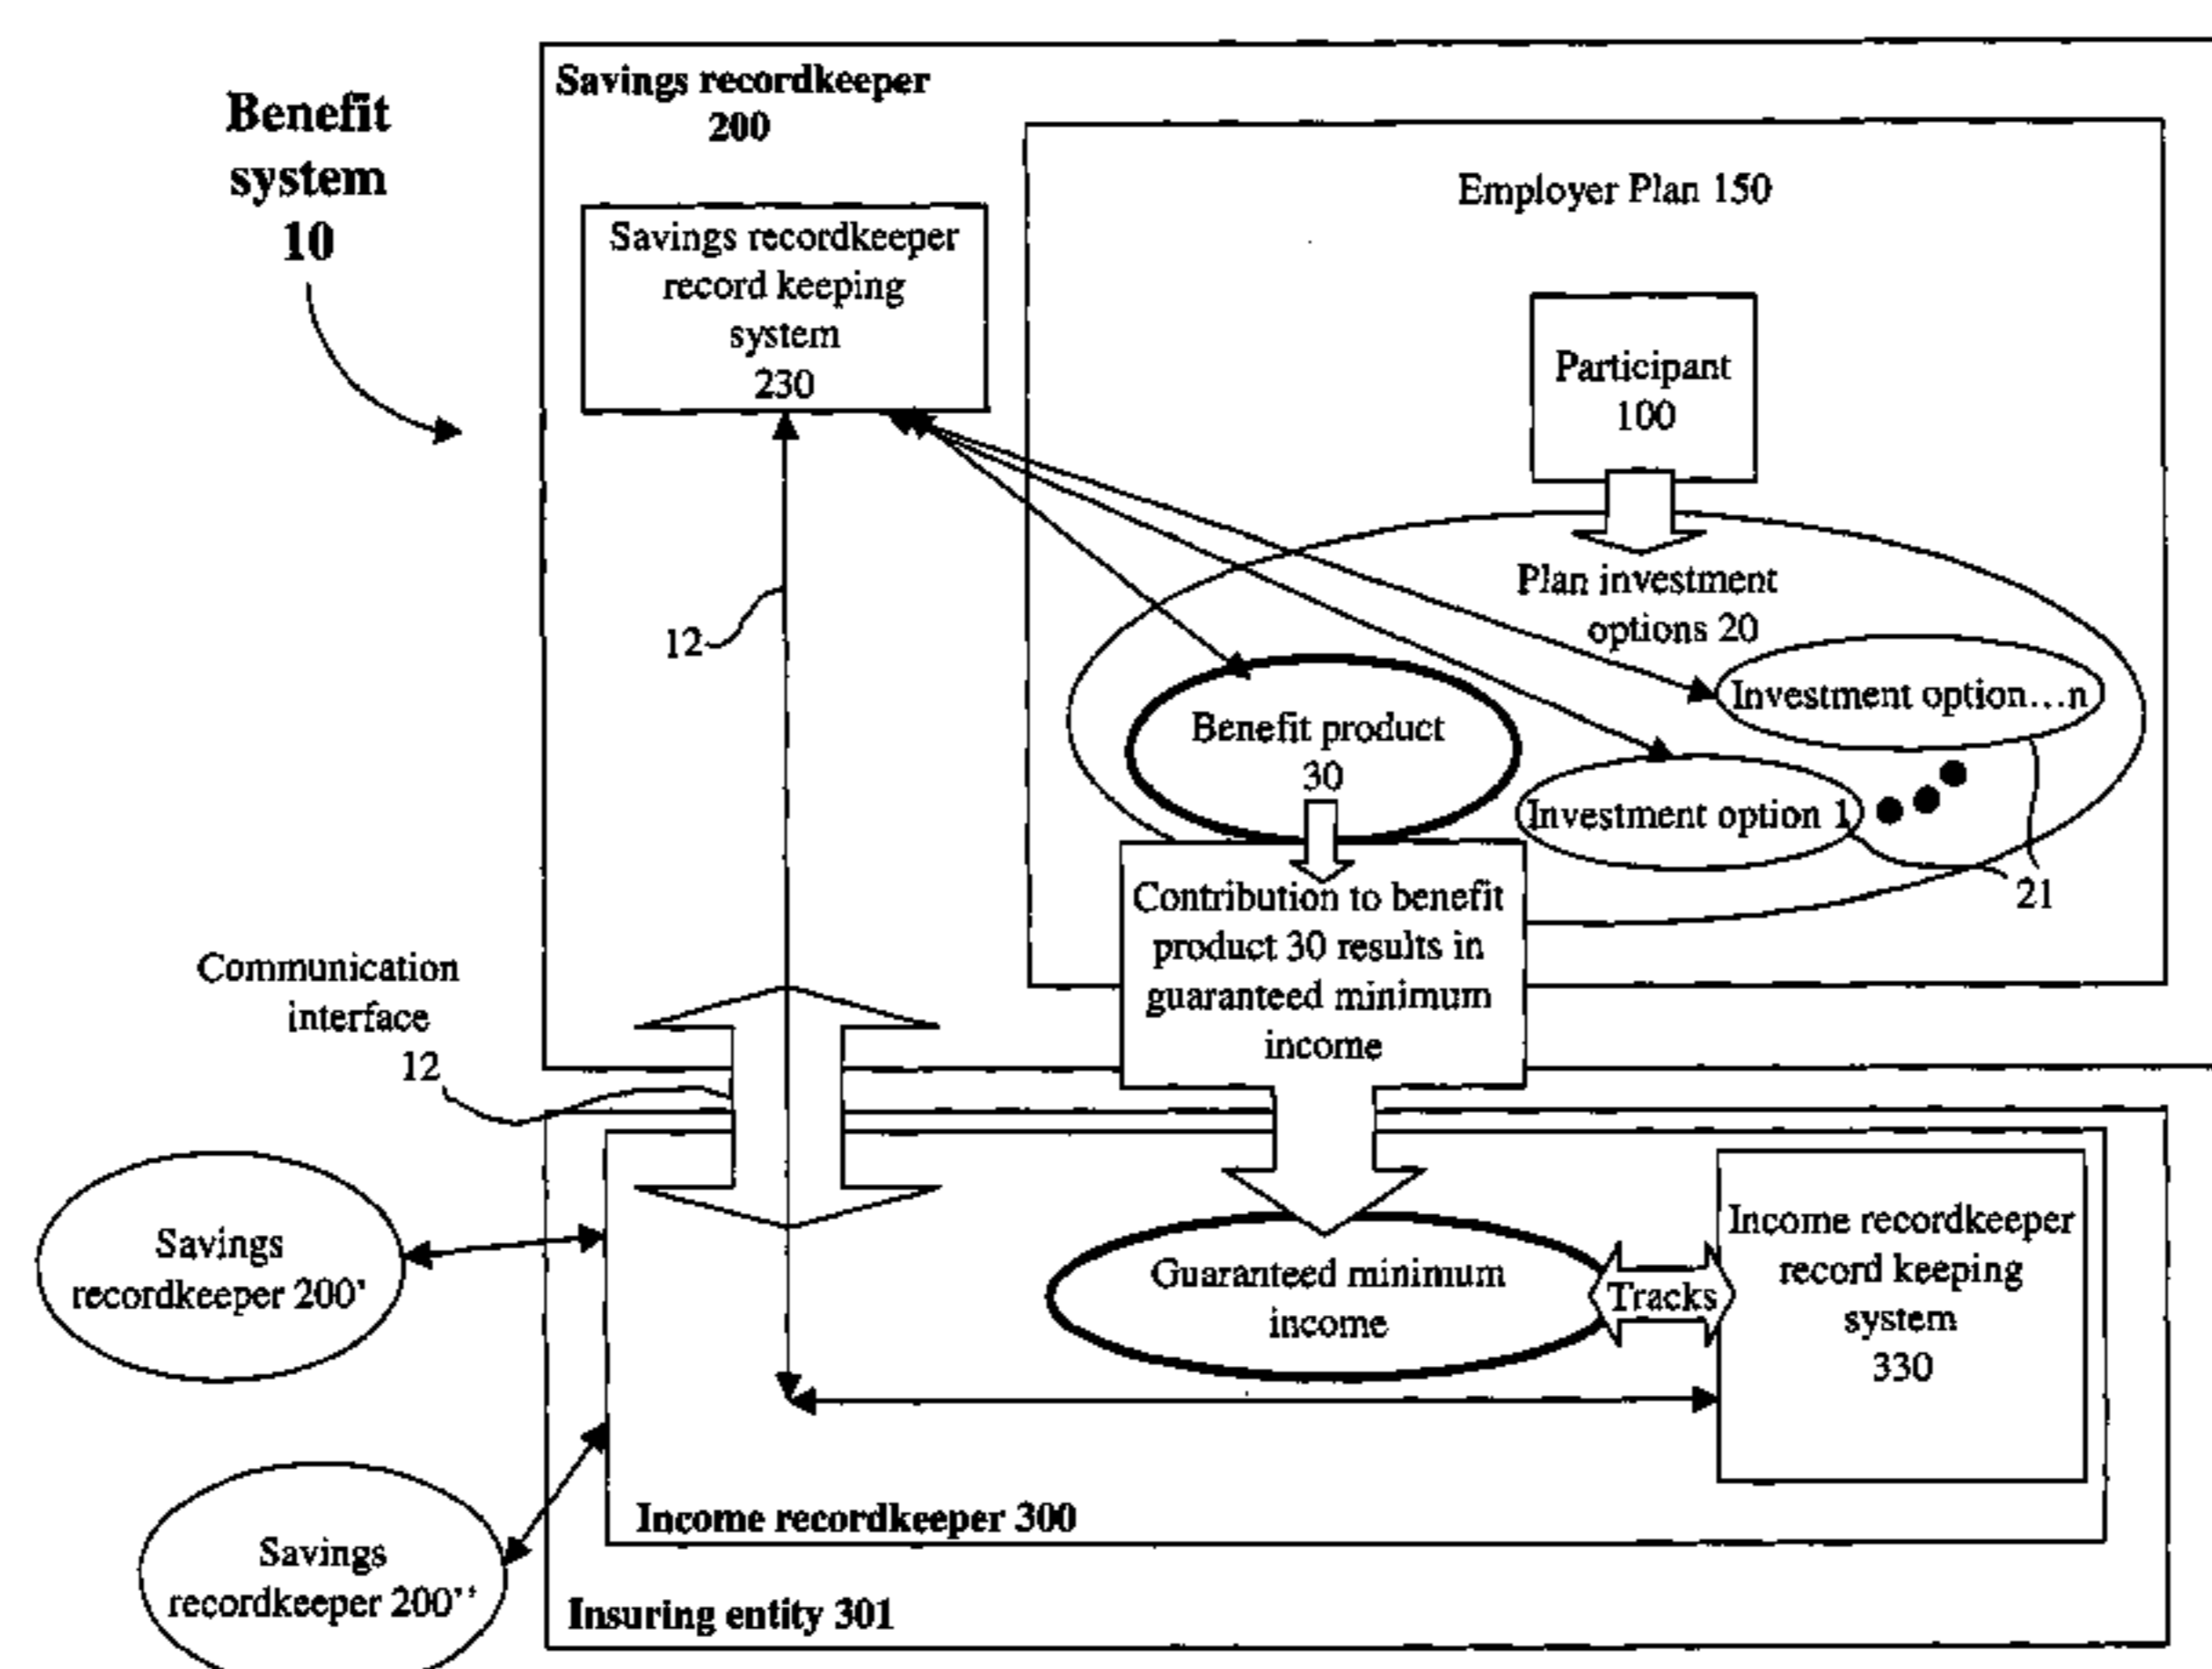 Benefit
system
10
Savings recordkeeper
200
Savings recordkeeper
record keeping
system
230
Employer Plan 150
Participant
100
Plan investment
options 20
12
Benefit product
30
Investment option...n
Investment option 1
21
Contribution to benefit
product 30 results in
guaranteed minimum
income
Communication
interface
12
Savings
recordkeeper 200'
Guaranteed minimum
income
Tracks
Income recordkeeper
record keeping
system
330
Savings
recordkeeper 200''
Income recordkeeper 300
Insuring entity 301